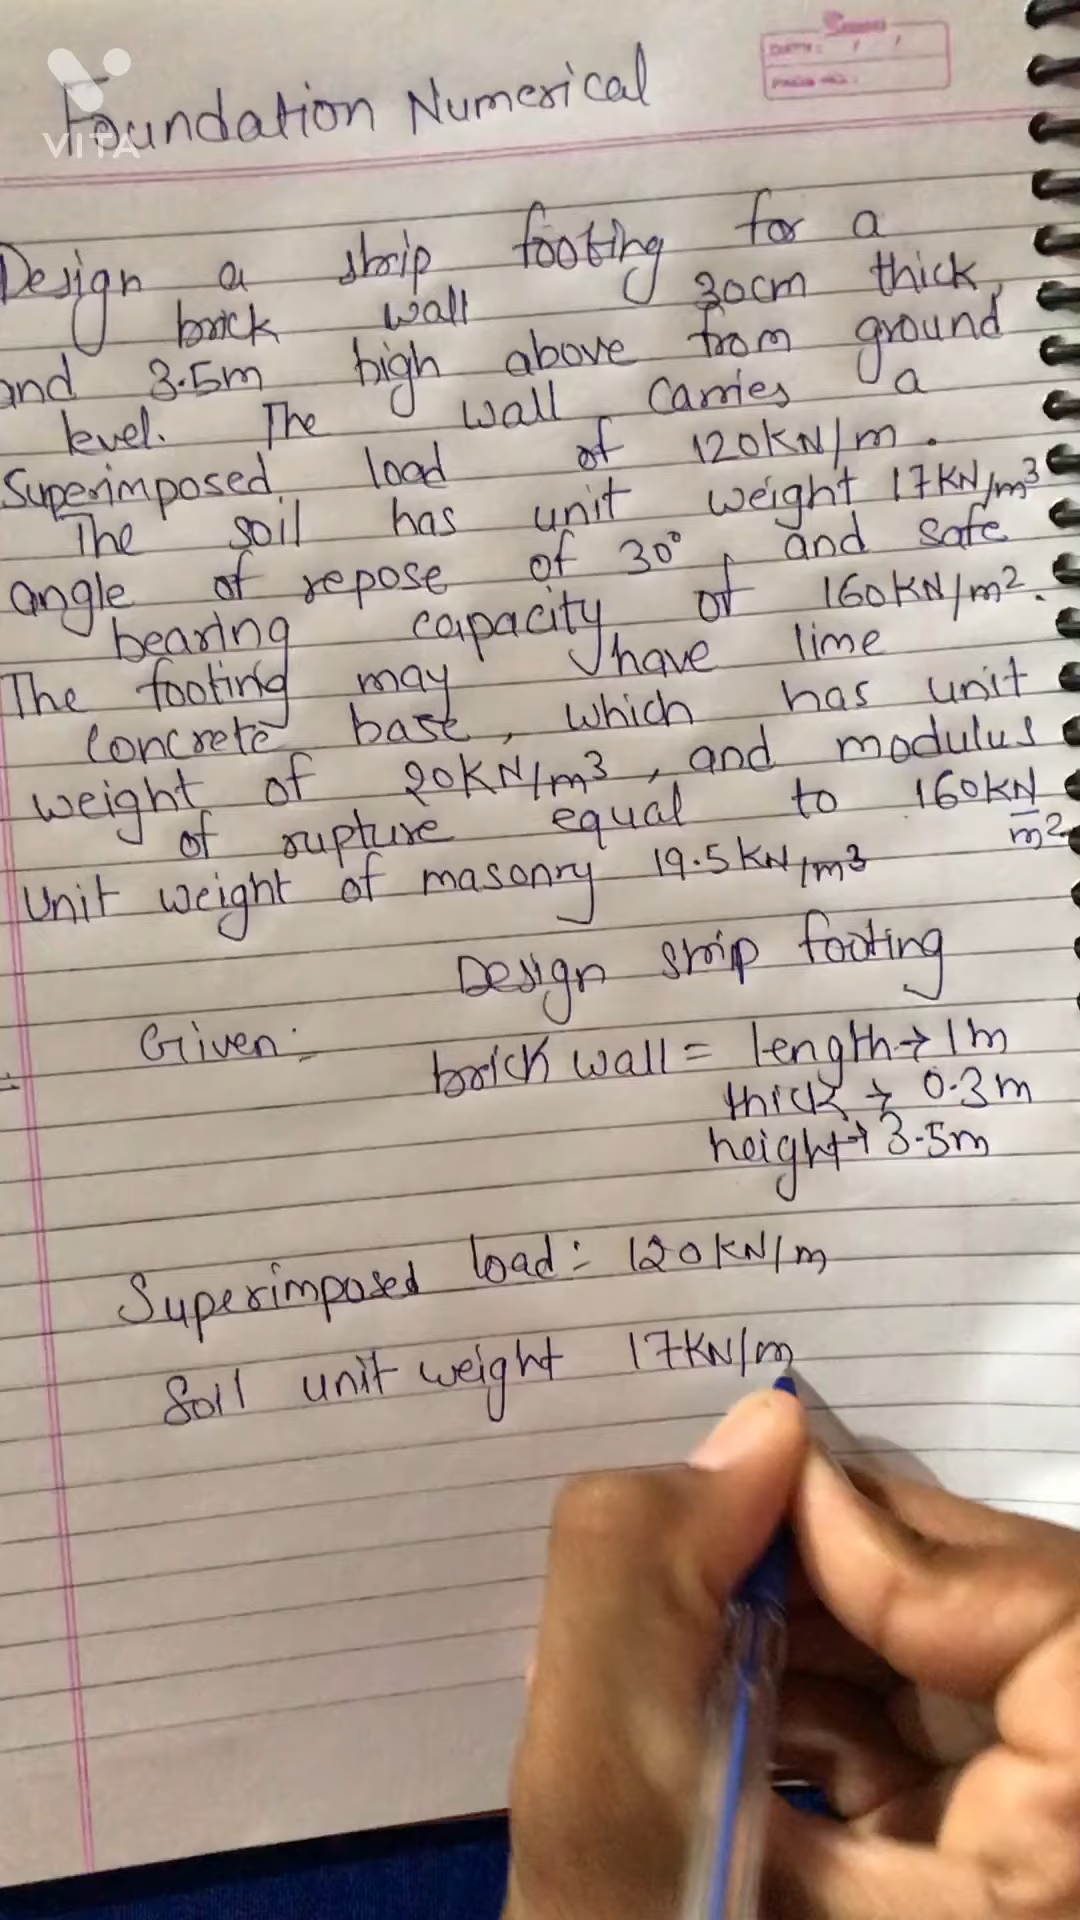 Foundation Numerical
VITA
DATE: / /
PAGE NO.:
Design a strip footing for a
brick wall 30cm thick,
and 3.5m high above from ground
level. The wall carries a
Superimposed load of 120KN/m.
The soil has unit weight 17KN/m³
angle of repose of 30°, and safe
bearing capacity of 160KN/m².
The footing may have lime
concrete base, which has unit
weight of 20KN/m³, and modulus
of rupture equal to 160KN/m²
Unit weight of masonry 19.5KN/m³
Design strip footing
Given:
brick wall = length→1m
thick → 0.3m
height→ 3.5m
Superimposed load: 120KN/m
Soil unit weight 17KN/m